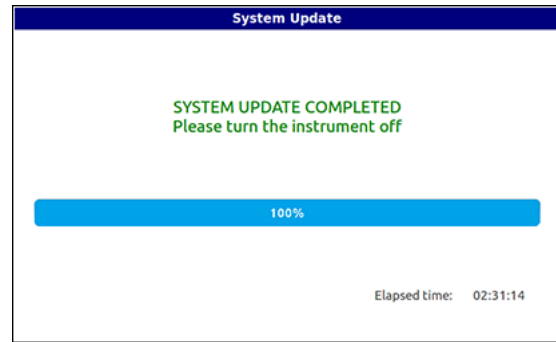 System Update
SYSTEM UPDATE COMPLETED
Please turn the instrument off
100%
Elapsed time: 02:31:14